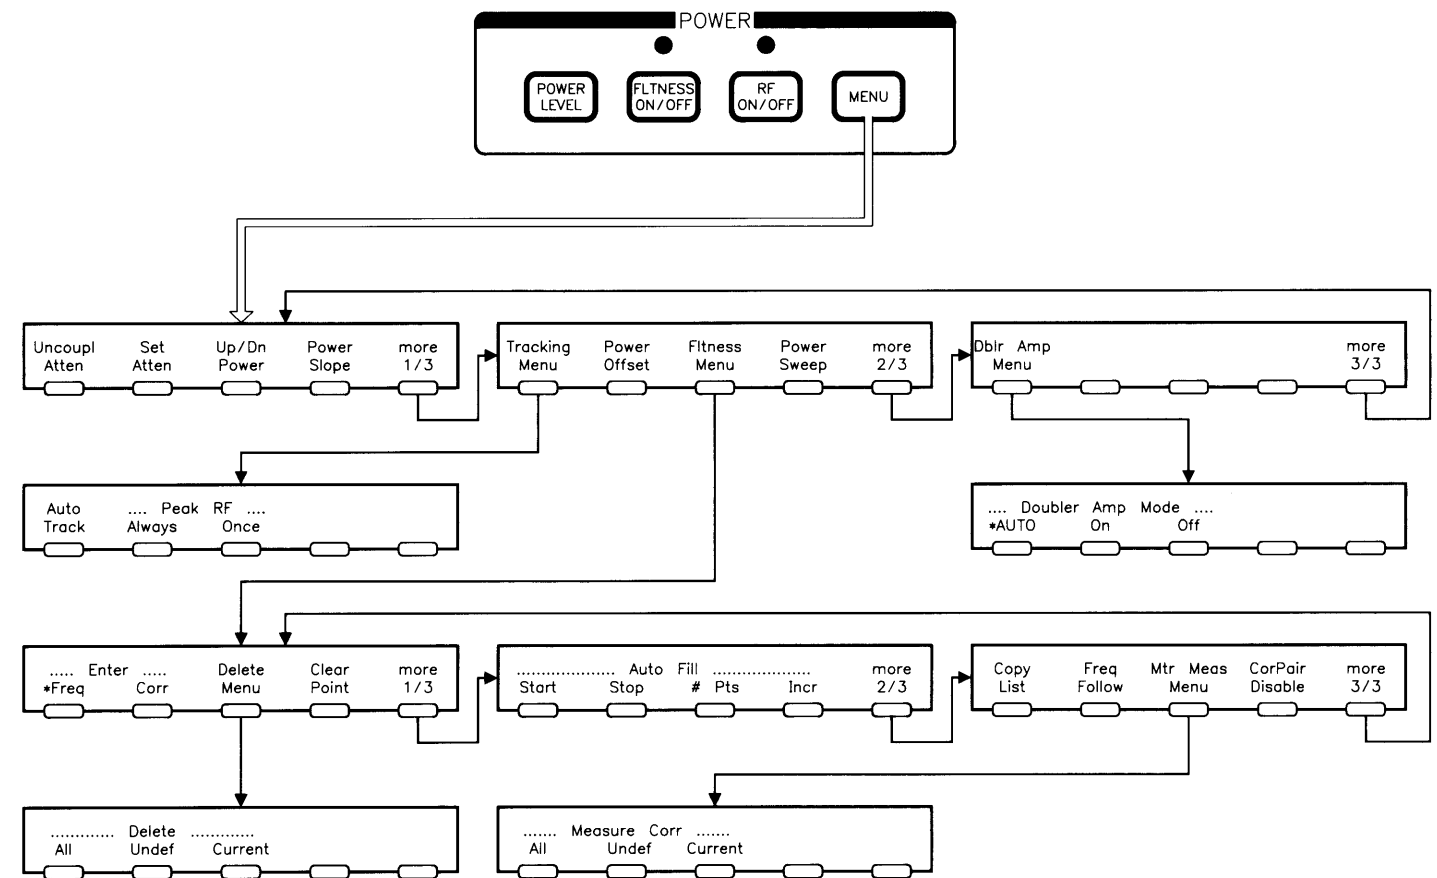 POWER
POWER LEVEL
FLTNESS ON/OFF
RF ON/OFF
MENU
Uncoupl Atten
Set Atten
Up/Dn Power
Power Slope
more 1/3
Tracking Menu
Power Offset
Fltness Menu
Power Sweep
more 2/3
Dblr Amp Menu
more 3/3
Auto Track
.... Peak RF ....
Always
Once
.... Doubler Amp Mode ....
*AUTO
On
Off
..... Enter .....
*Freq
Corr
Delete Menu
Clear Point
more 1/3
.................... Auto Fill ....................
Start
Stop
# Pts
Incr
more 2/3
Copy List
Freq Follow
Mtr Meas Menu
CorPair Disable
more 3/3
............. Delete .............
All
Undef
Current
....... Measure Corr .......
All
Undef
Current